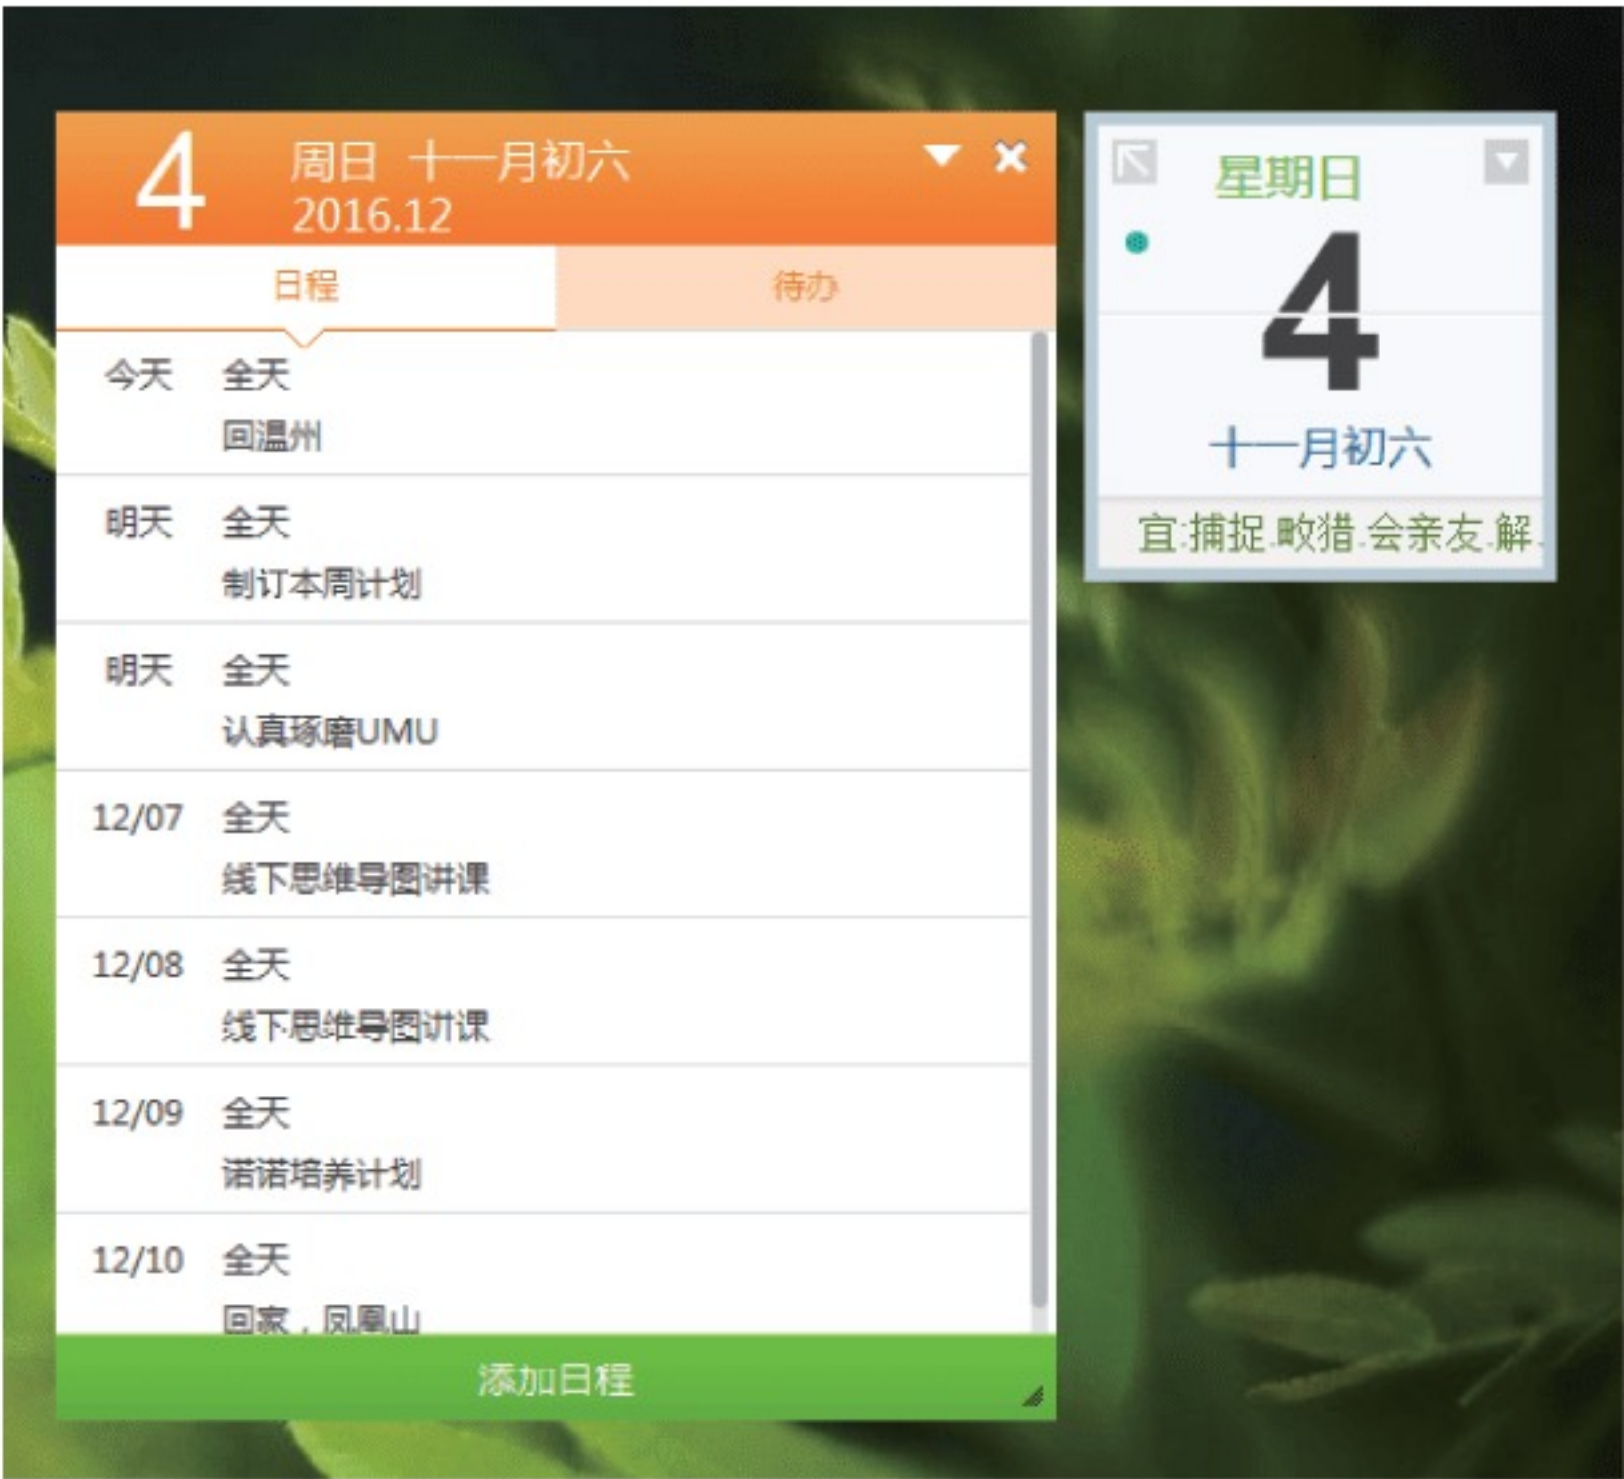 4
周日 十一月初六
2016.12
日程
待办
今天 全天
回温州
明天 全天
制订本周计划
明天 全天
认真琢磨UMU
12/07 全天
线下思维导图讲课
12/08 全天
线下思维导图讲课
12/09 全天
诺诺培养计划
12/10 全天
回家，凤凰山
添加日程
星期日
4
十一月初六
宜:捕捉.畋猎.会亲友.解.